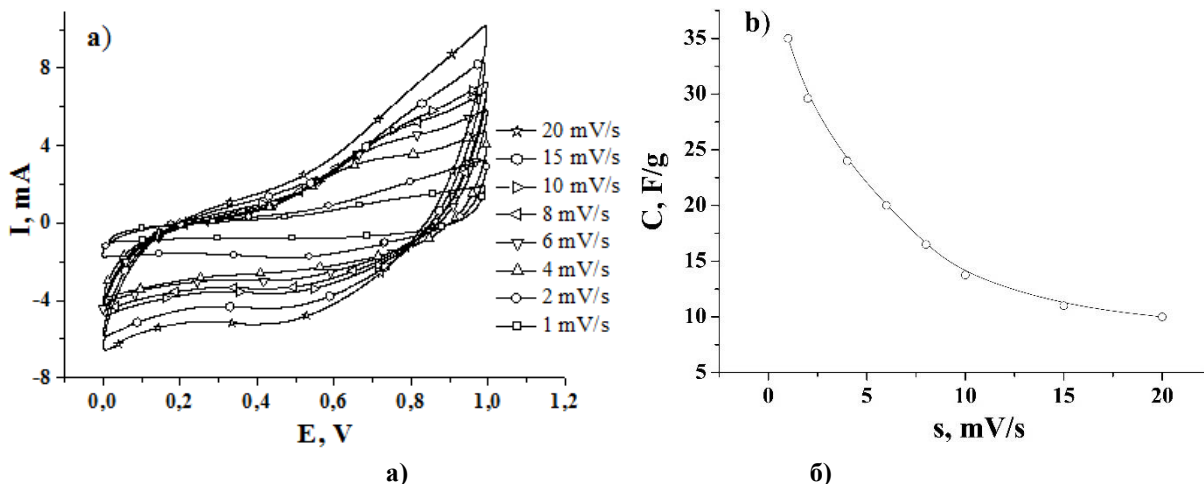 a)
I, mA
8
4
0
-4
-8
0,0 0,2 0,4 0,6 0,8 1,0 1,2
E, V
20 mV/s
15 mV/s
10 mV/s
8 mV/s
6 mV/s
4 mV/s
2 mV/s
1 mV/s
b)
C, F/g
35
30
25
20
15
10
5
0 5 10 15 20
s, mV/s
а) б)